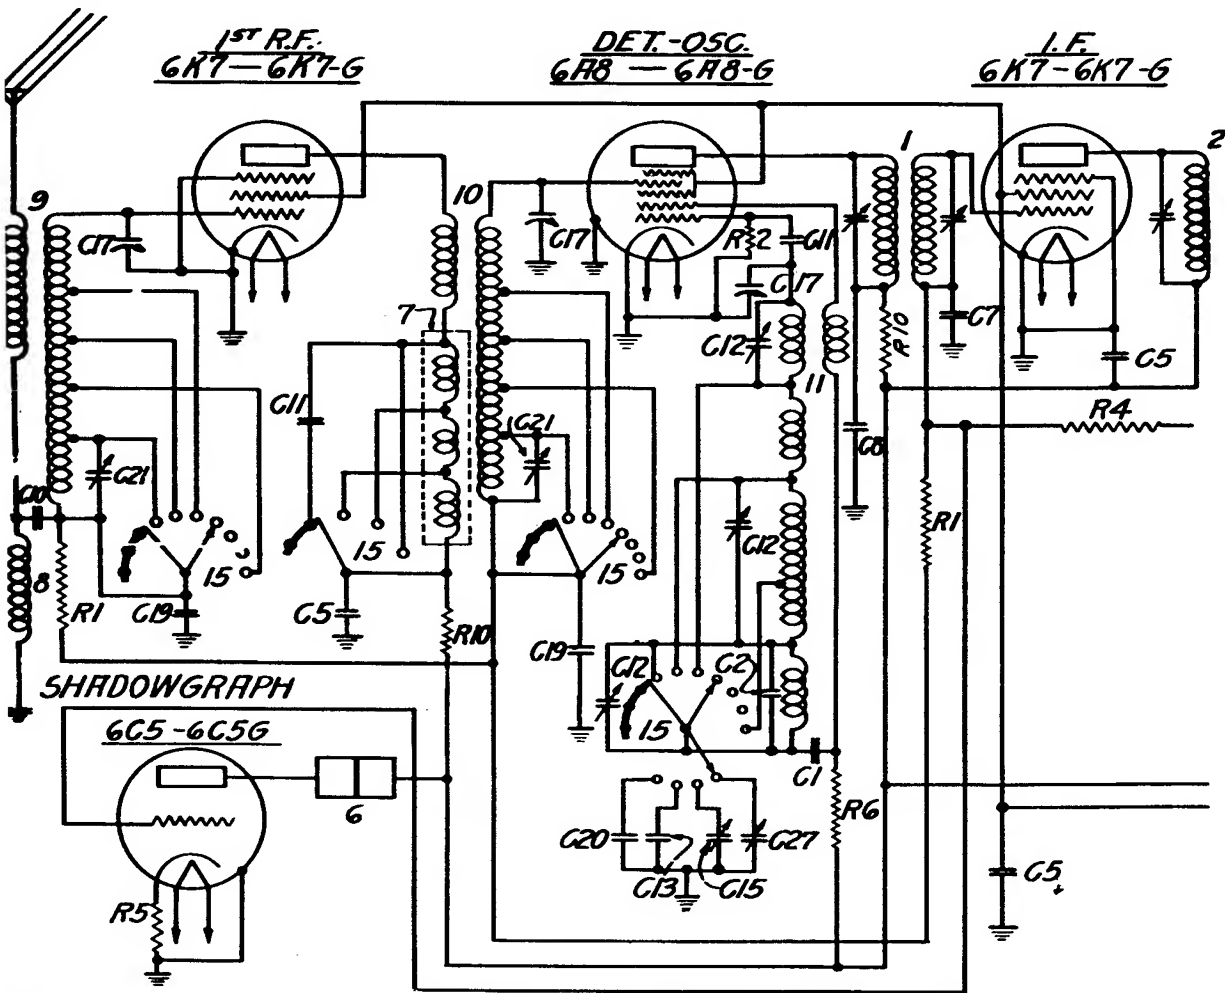 1ST R.F.
6K7—6K7-G
DET.-OSC.
6A8—6A8-G
I.F.
6K7-6K7-G
9
C17
10
C17
R2
C11
C17
1
2
7
C12
R10
C7
C5
C11
11
C21
C21
C8
R4
C10
15
15
15
C12
R1
8
R1
C19
C5
R10
C19
C12
C2
15
SHADOWGRAPH
6C5-6C5G
6
C1
R6
C20
C27
C13
C15
C5
R5